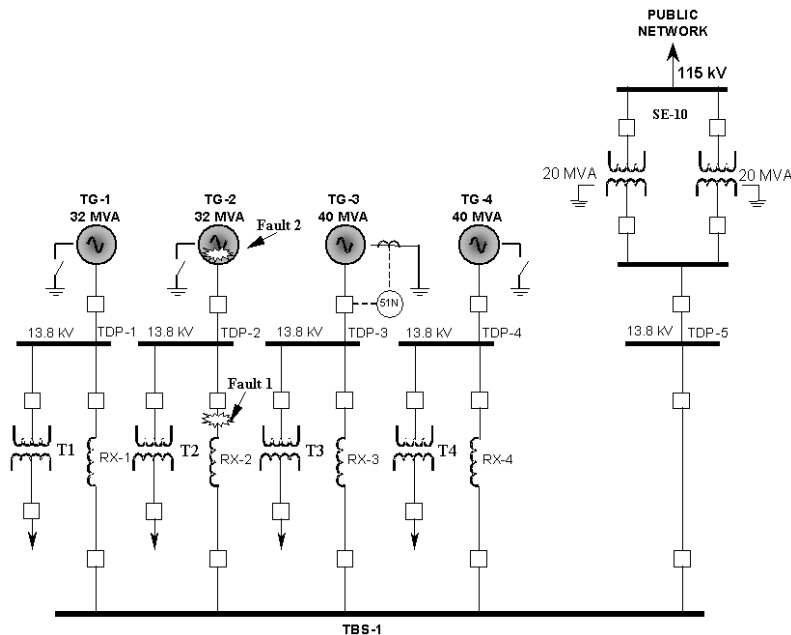 PUBLIC
NETWORK
115 kV
SE-10
20 MVA
20 MVA
TG-1
32 MVA
TG-2
32 MVA
TG-3
40 MVA
TG-4
40 MVA
Fault 2
51N
13.8 kV
TDP-1
13.8 kV
TDP-2
13.8 kV
TDP-3
13.8 kV
TDP-4
13.8 kV
TDP-5
Fault 1
T1
RX-1
T2
RX-2
T3
RX-3
T4
RX-4
TBS-1